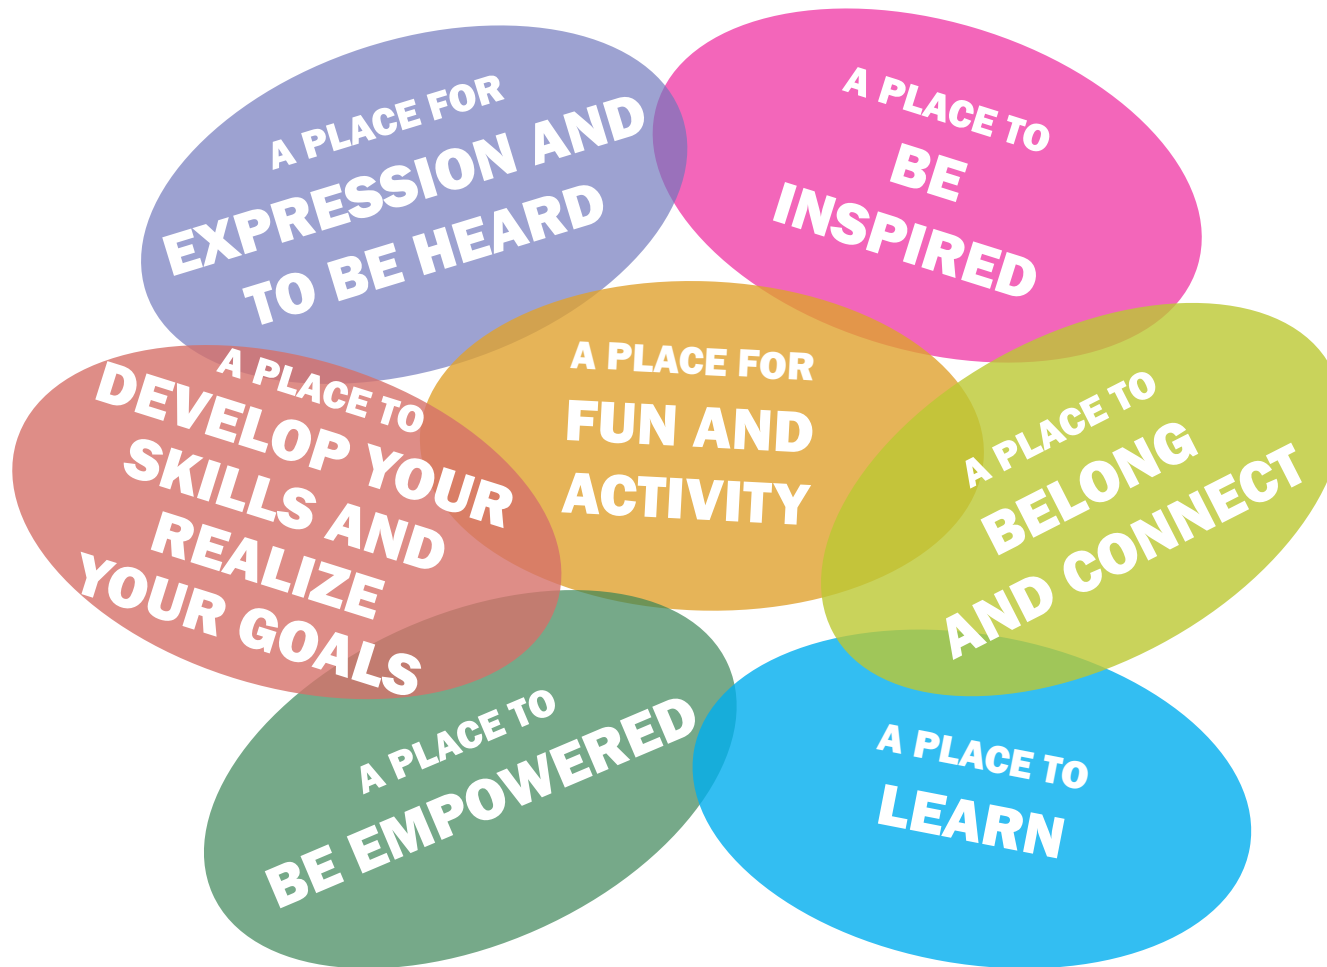 A PLACE FOR
EXPRESSION AND
TO BE HEARD
A PLACE TO
BE
INSPIRED
A PLACE TO
DEVELOP YOUR
SKILLS AND
REALIZE
YOUR GOALS
A PLACE FOR
FUN AND
ACTIVITY
A PLACE TO
BELONG
AND CONNECT
A PLACE TO
BE EMPOWERED
A PLACE TO
LEARN